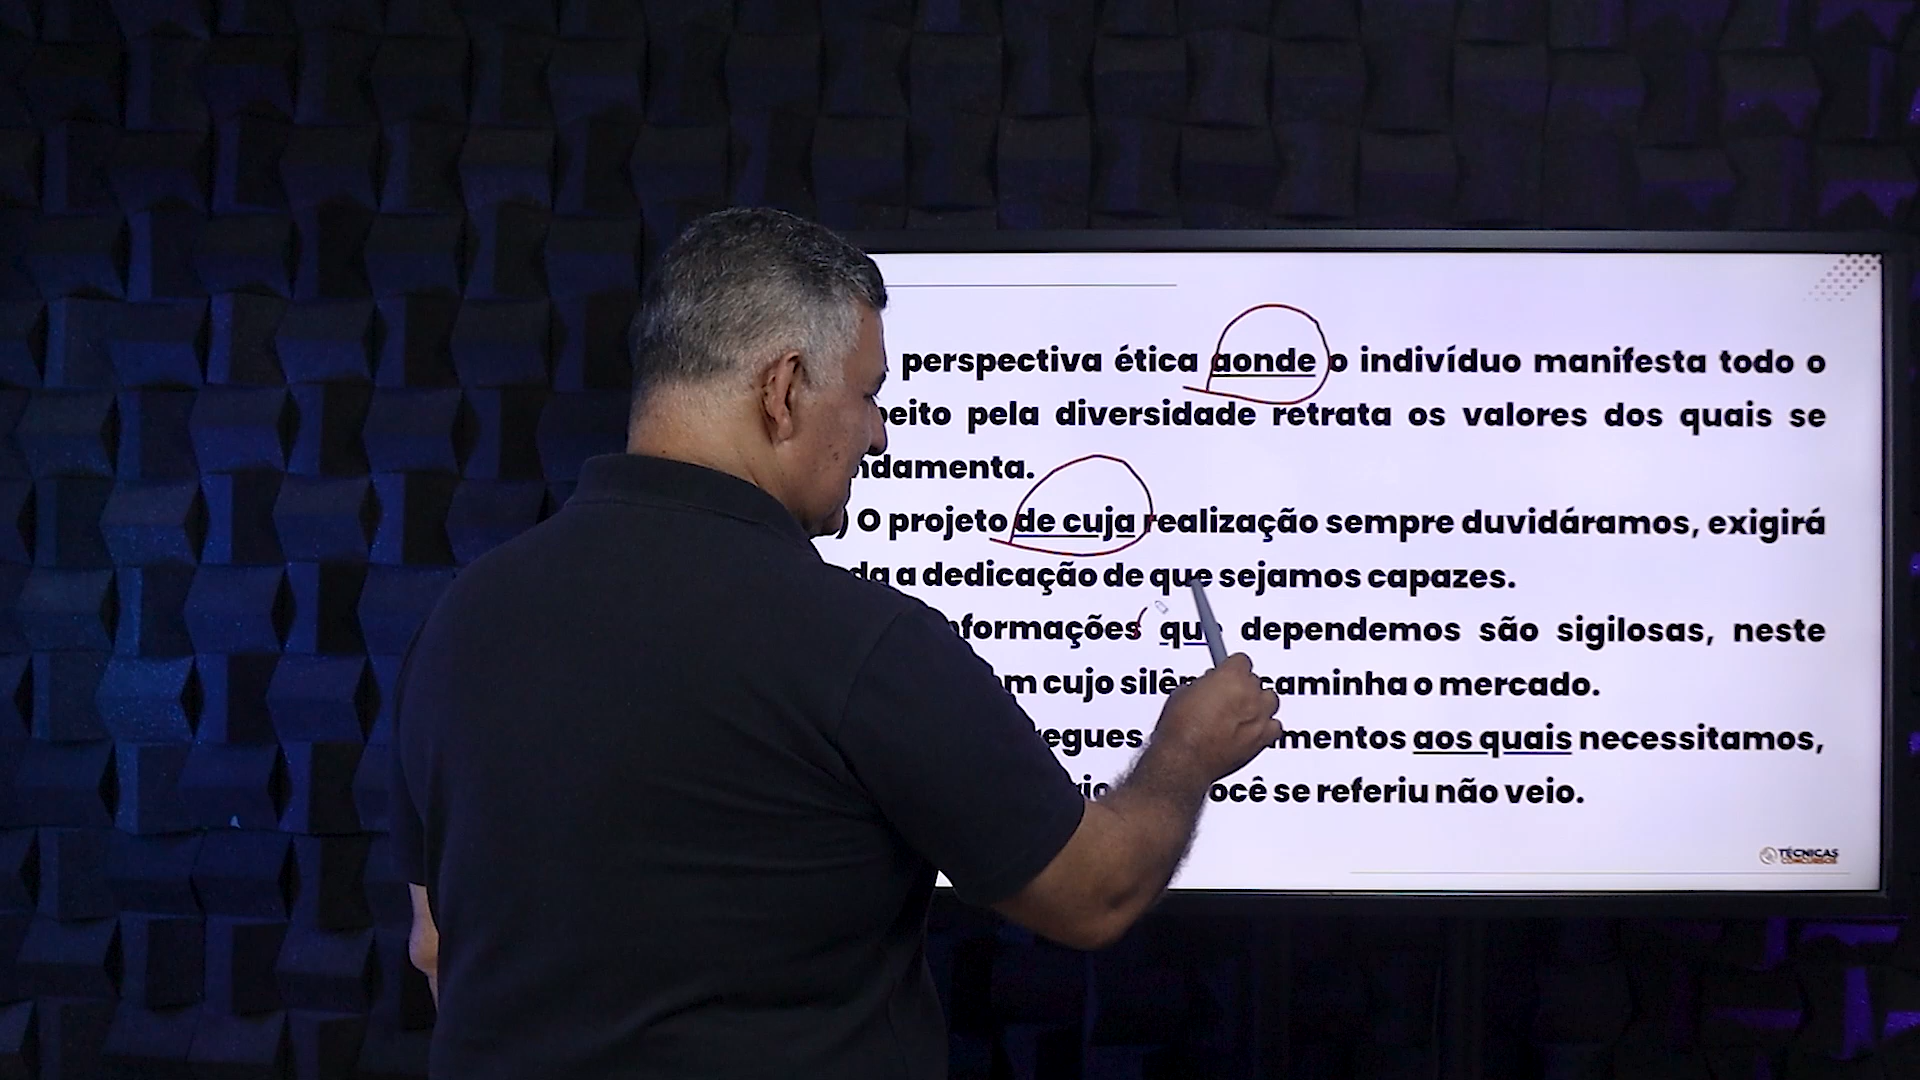 perspectiva ética aonde o indivíduo manifesta todo o
peito pela diversidade retrata os valores dos quais se
ndamenta.
) O projeto de cuja realização sempre duvidáramos, exigirá
da a dedicação de que sejamos capazes.
nformações que dependemos são sigilosas, neste
m cujo silên caminha o mercado.
egues mentos aos quais necessitamos,
ocê se referiu não veio.
TÉCNICAS
CONCURSOS